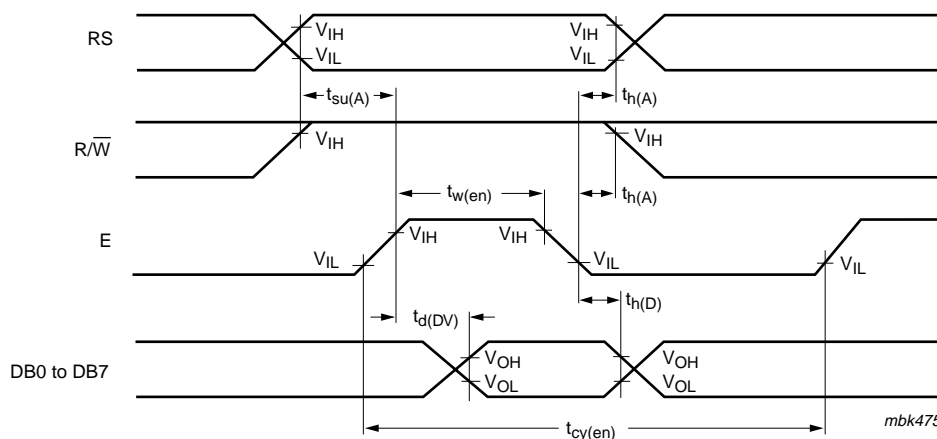 RS
VIH
VIL
VIH
VIL
tsu(A)
th(A)
R/W̅
VIH
VIH
tw(en)
th(A)
E
VIL
VIH
VIH
VIL
VIL
td(DV)
th(D)
DB0 to DB7
VOH
VOL
VOH
VOL
tcy(en)
mbk475